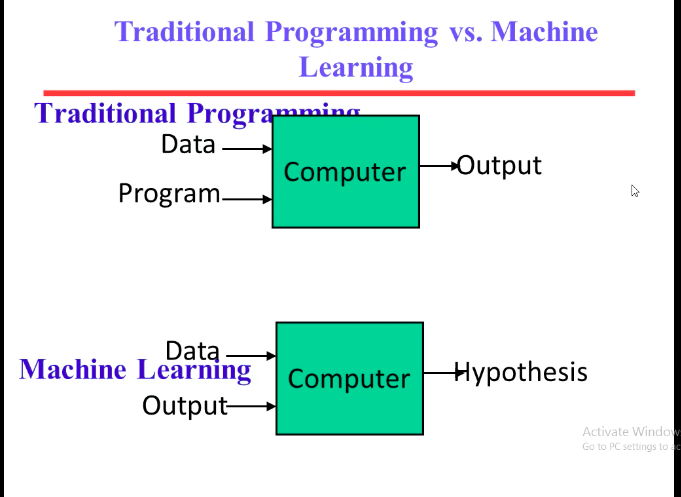 Traditional Programming vs. Machine
Learning
Traditional Programming
Data
Computer
Output
Program
Data
Machine Learning
Computer
Hypothesis
Output
Activate Window
Go to PC settings to ac